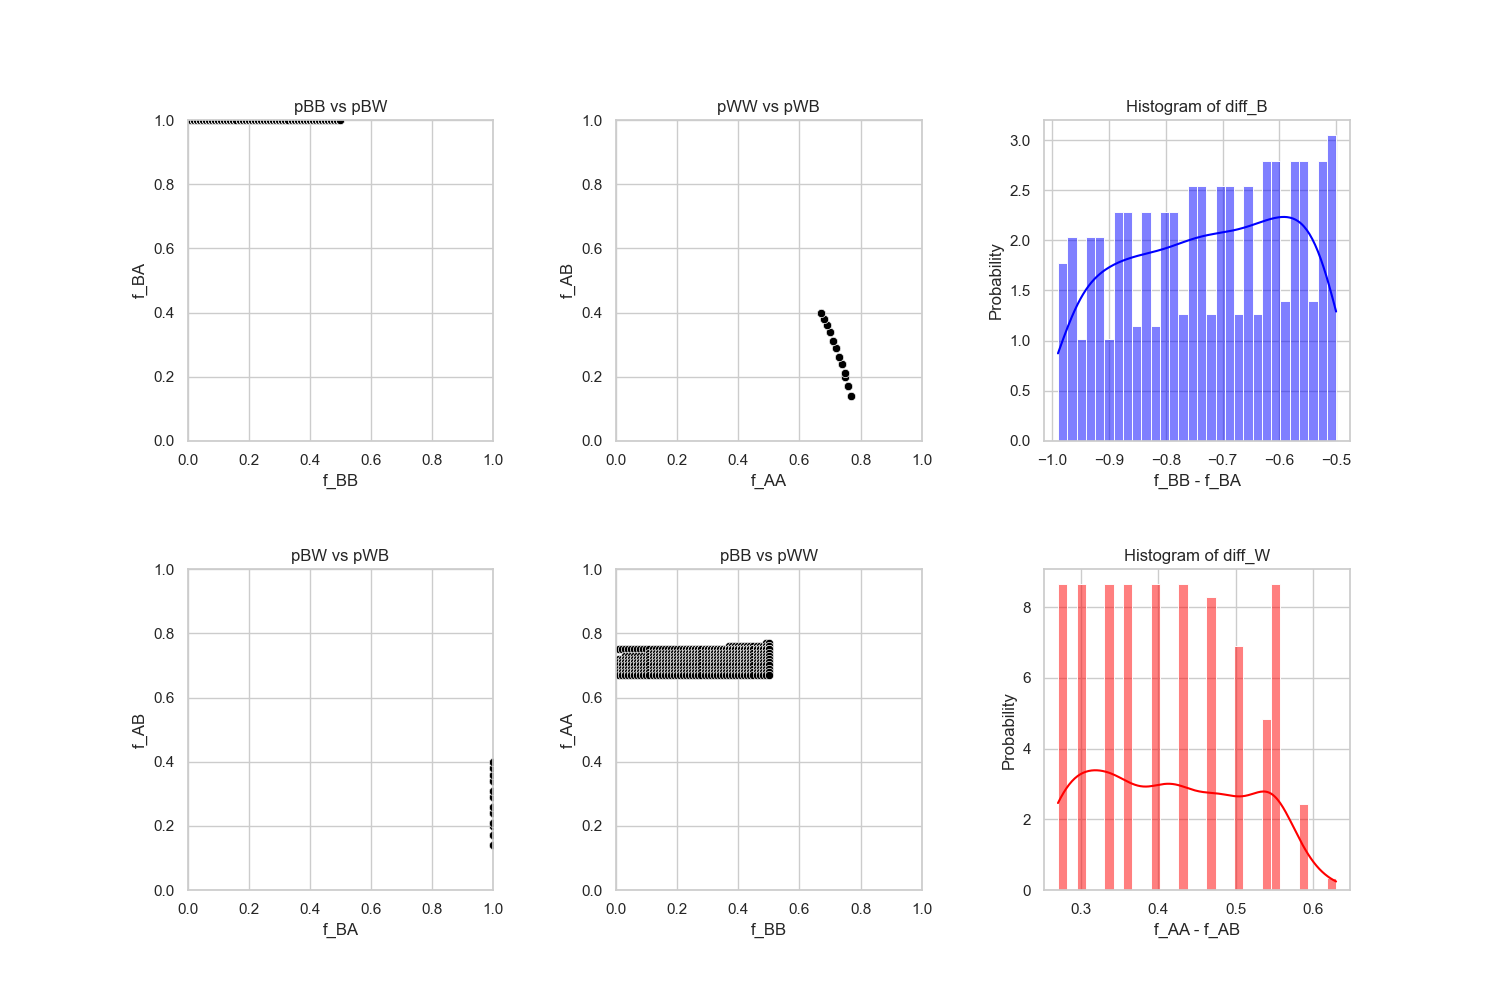 pBB vs pBW
1.0
0.8
0.6
0.4
0.2
0.0
f_BA
0.0 0.2 0.4 0.6 0.8 1.0
f_BB
pWW vs pWB
1.0
0.8
0.6
0.4
0.2
0.0
f_AB
0.0 0.2 0.4 0.6 0.8 1.0
f_AA
Histogram of diff_B
3.0
2.5
2.0
1.5
1.0
0.5
0.0
Probability
−1.0 −0.9 −0.8 −0.7 −0.6 −0.5
f_BB - f_BA
pBW vs pWB
1.0
0.8
0.6
0.4
0.2
0.0
f_AB
0.0 0.2 0.4 0.6 0.8 1.0
f_BA
pBB vs pWW
1.0
0.8
0.6
0.4
0.2
0.0
f_AA
0.0 0.2 0.4 0.6 0.8 1.0
f_BB
Histogram of diff_W
8
6
4
2
0
Probability
0.3 0.4 0.5 0.6
f_AA - f_AB